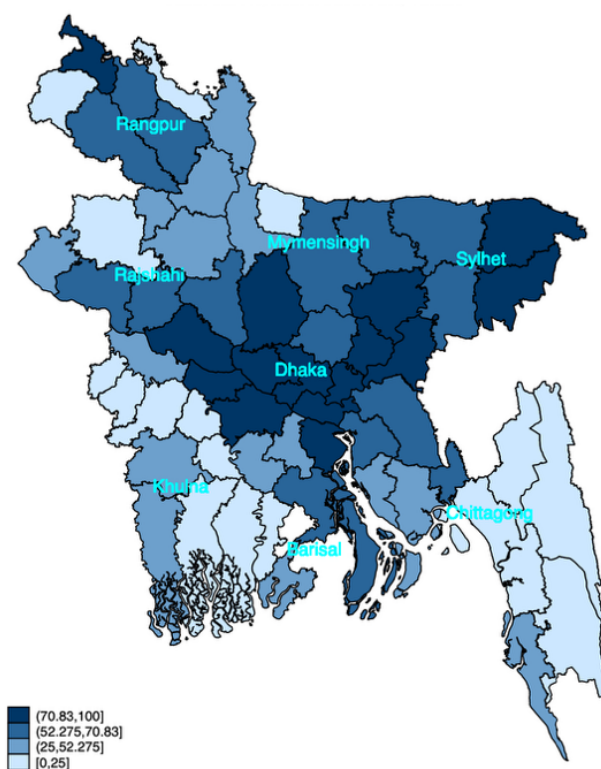 Rangpur
Mymensingh
Sylhet
Rajshahi
Dhaka
Khulna
Chittagong
Barisal
(70.83,100]
(52.275,70.83]
(25,52.275]
[0,25]